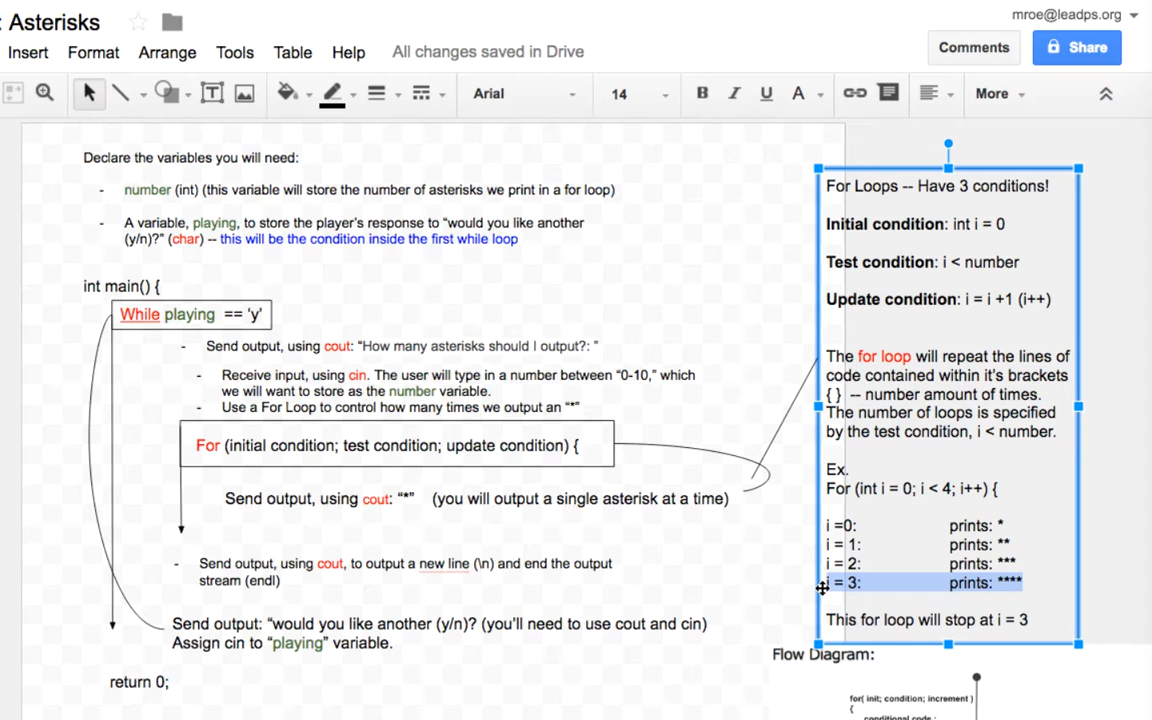 : Asterisks
mroe@leadps.org
Insert Format Arrange Tools Table Help All changes saved in Drive
Comments Share
Arial 14 B I U A More
Declare the variables you will need:
- number (int) (this variable will store the number of asterisks we print in a for loop)
- A variable, playing, to store the player's response to “would you like another
(y/n)?” (char) -- this will be the condition inside the first while loop
int main() {
While playing == 'y'
- Send output, using cout: “How many asterisks should I output?: ”
- Receive input, using cin. The user will type in a number between “0-10,” which
we will want to store as the number variable.
- Use a For Loop to control how many times we output an “*”
For (initial condition; test condition; update condition) {
Send output, using cout: “*” (you will output a single asterisk at a time)
- Send output, using cout, to output a new line (\n) and end the output
stream (endl)
Send output: “would you like another (y/n)? (you'll need to use cout and cin)
Assign cin to “playing” variable.
return 0;
For Loops -- Have 3 conditions!
Initial condition: int i = 0
Test condition: i < number
Update condition: i = i +1 (i++)
The for loop will repeat the lines of
code contained within it's brackets
{ } -- number amount of times.
The number of loops is specified
by the test condition, i < number.
Ex.
For (int i = 0; i < 4; i++) {
i =0: prints: *
i = 1: prints: **
i = 2: prints: ***
i = 3: prints: ****
This for loop will stop at i = 3
Flow Diagram:
for( init; condition; increment )
{
conditional code ;